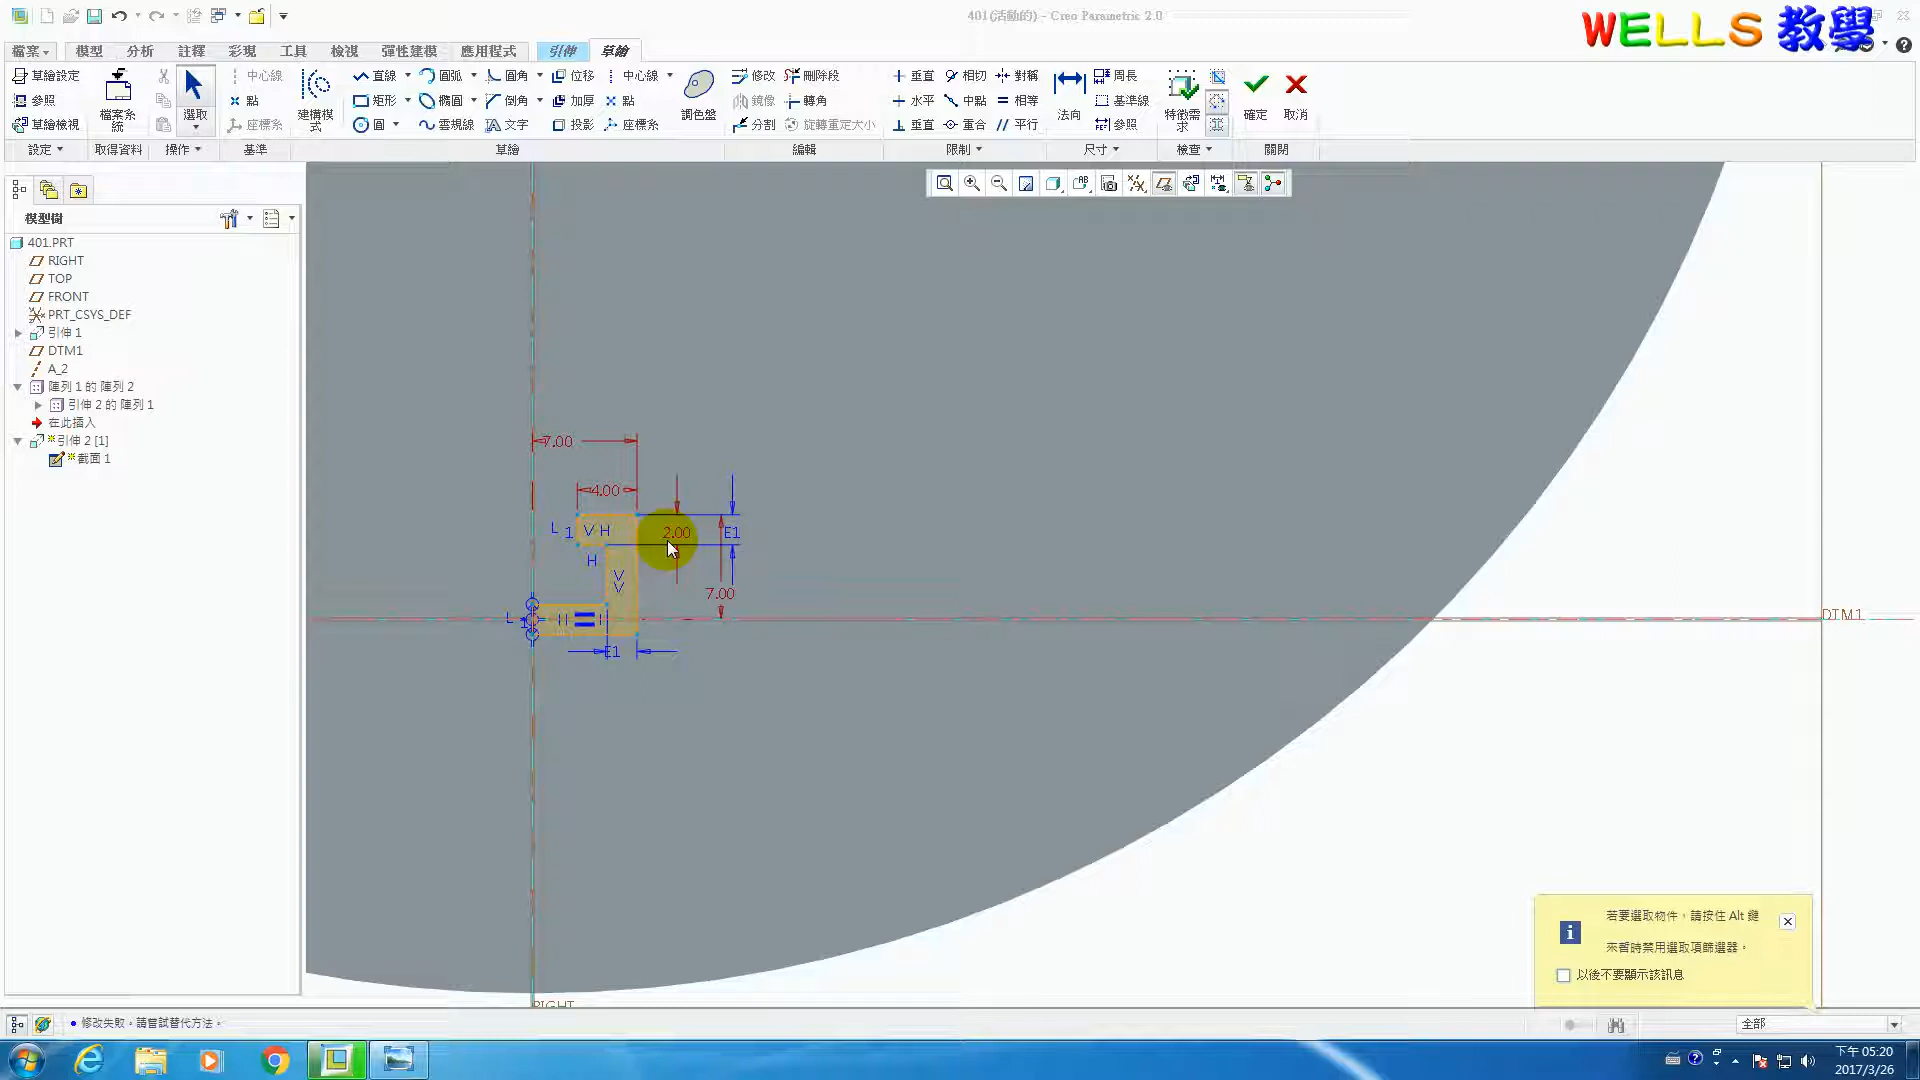 401(活動的) - Creo Parametric 2.0
WELLS 教學
檔案 模型 分析 註釋 彩現 工具 檢視 彈性建模 應用程式 引伸 草繪
草繪設定 中心線 直線 圓弧 圓角 位移 中心線 修改 刪除段 垂直 相切 對稱 周長
參照 點 矩形 橢圓 倒角 加厚 點 鏡像 轉角 水平 中點 相等 基準線
草繪檢視 檔案系統 選取 座標系 建構模式 圓 雲規線 文字 投影 座標系 調色盤 分割 旋轉重定大小 垂直 重合 平行 法向 參照 特徵需求 確定 取消
設定 取得資料 操作 基準 草繪 編輯 限制 尺寸 檢查 關閉
模型樹
401.PRT
RIGHT
TOP
FRONT
PRT_CSYS_DEF
引伸 1
DTM1
A_2
陣列 1 的 陣列 2
引伸 2 的 陣列 1
在此插入
引伸 2 [1]
截面 1
7.00
4.00
L 1 V H 2.00 E1
H
V
V
7.00
L 1
E1
DTM1
RIGHT
若要選取物件，請按住 Alt 鍵
來暫時禁用選取項篩選器。
以後不要顯示該訊息
修改失敗。請嘗試替代方法。
全部
下午 05:20
2017/3/26